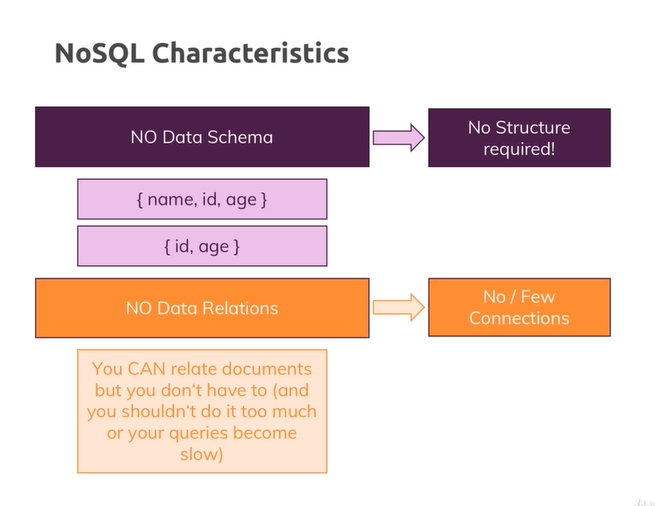 NoSQL Characteristics
NO Data Schema
No Structure
required!
{ name, id, age }
{ id, age }
NO Data Relations
No / Few
Connections
You CAN relate documents
but you don‘t have to (and
you shouldn‘t do it too much
or your queries become
slow)